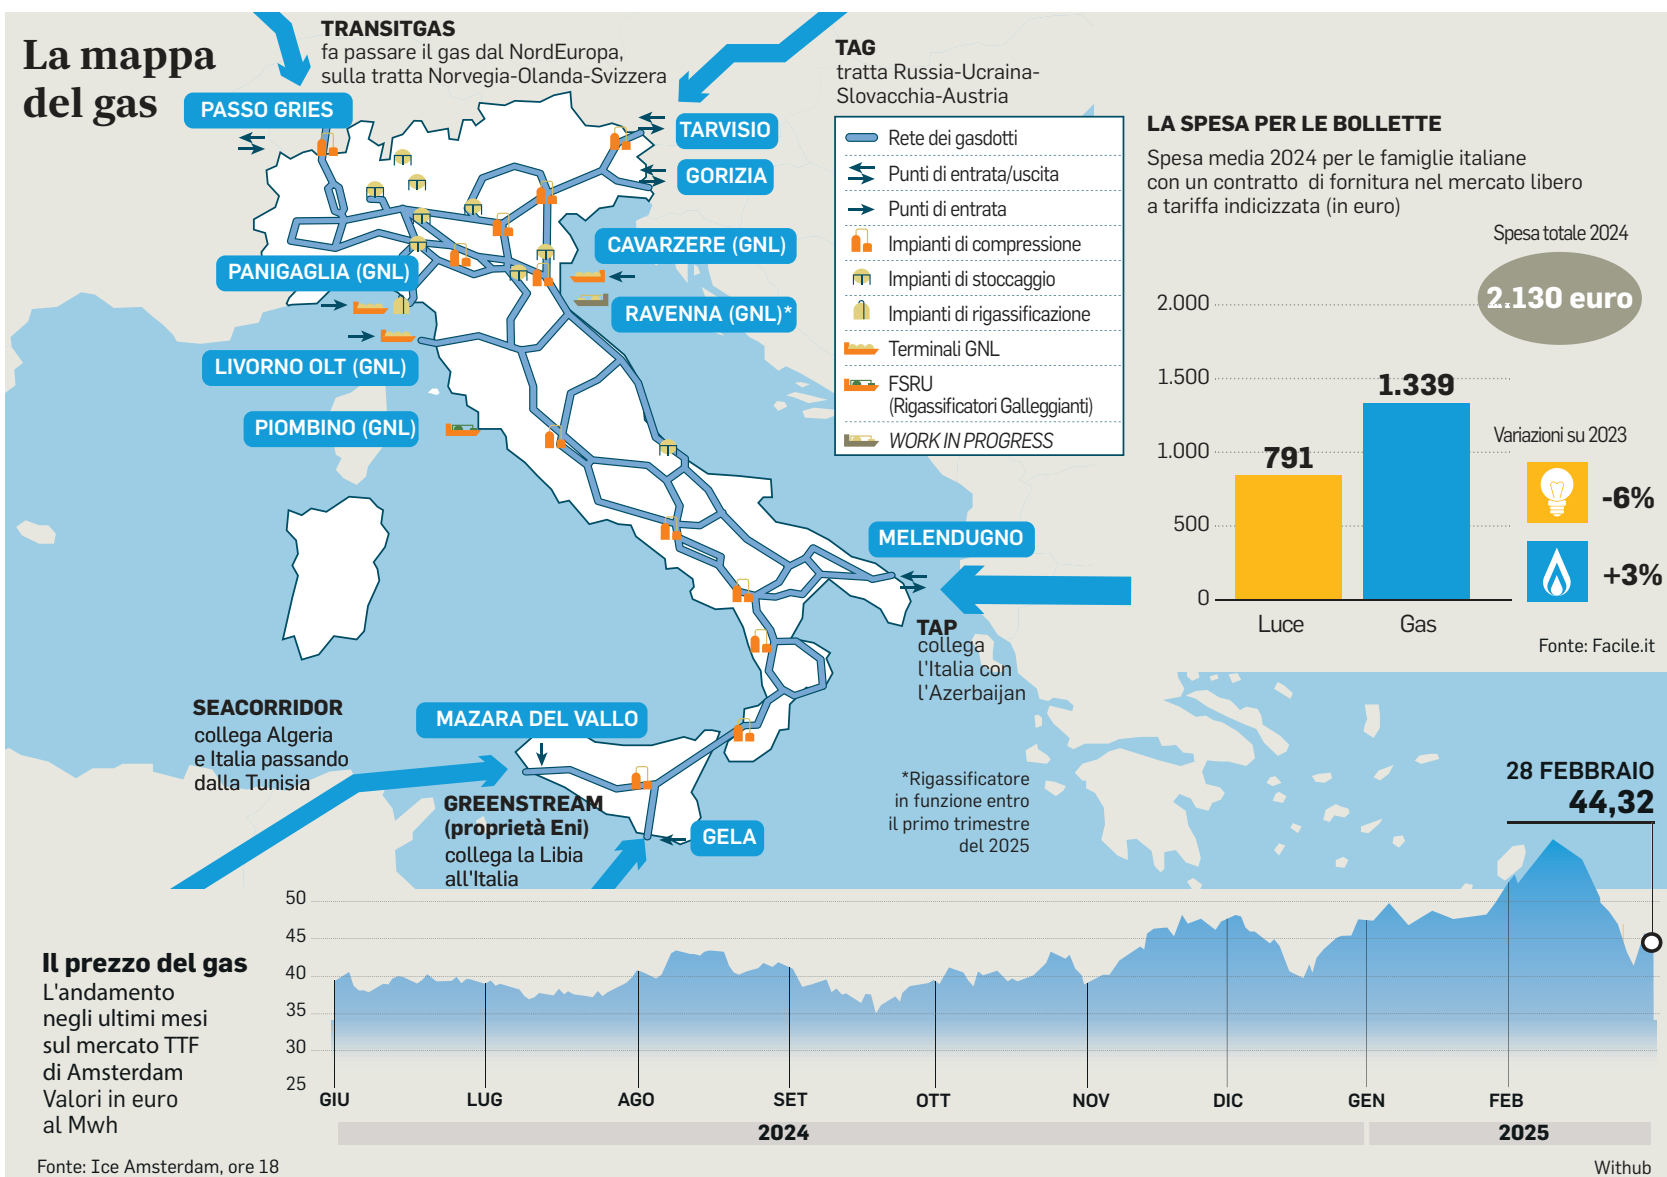 La mappa
del gas
TRANSITGAS
fa passare il gas dal NordEuropa,
sulla tratta Norvegia-Olanda-Svizzera
TAG
tratta Russia-Ucraina-
Slovacchia-Austria
PASSO GRIES
TARVISIO
GORIZIA
CAVARZERE (GNL)
PANIGAGLIA (GNL)
RAVENNA (GNL)*
LIVORNO OLT (GNL)
PIOMBINO (GNL)
MELENDUGNO
TAP
collega
l'Italia con
l'Azerbaijan
SEACORRIDOR
collega Algeria
e Italia passando
dalla Tunisia
MAZARA DEL VALLO
GREENSTREAM
(proprietà Eni)
collega la Libia
all'Italia
GELA
*Rigassificatore
in funzione entro
il primo trimestre
del 2025
Rete dei gasdotti
Punti di entrata/uscita
Punti di entrata
Impianti di compressione
Impianti di stoccaggio
Impianti di rigassificazione
Terminali GNL
FSRU
(Rigassificatori Galleggianti)
WORK IN PROGRESS
LA SPESA PER LE BOLLETTE
Spesa media 2024 per le famiglie italiane
con un contratto di fornitura nel mercato libero
a tariffa indicizzata (in euro)
Spesa totale 2024
2.130 euro
2.000
1.500
1.000
500
0
791
1.339
Luce
Gas
Variazioni su 2023
-6%
+3%
Fonte: Facile.it
Il prezzo del gas
L'andamento
negli ultimi mesi
sul mercato TTF
di Amsterdam
Valori in euro
al Mwh
28 FEBBRAIO
44,32
50
45
40
35
30
25
GIU LUG AGO SET OTT NOV DIC GEN FEB
2024 2025
Fonte: Ice Amsterdam, ore 18
Withub